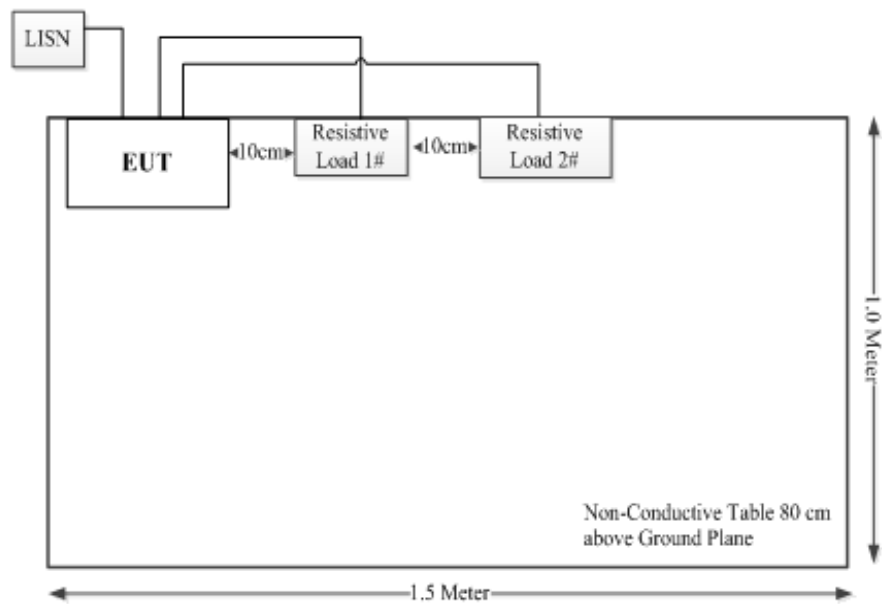 LISN
EUT
10cm
Resistive
Load 1#
10cm
Resistive
Load 2#
1.0 Meter
Non-Conductive Table 80 cm
above Ground Plane
1.5 Meter